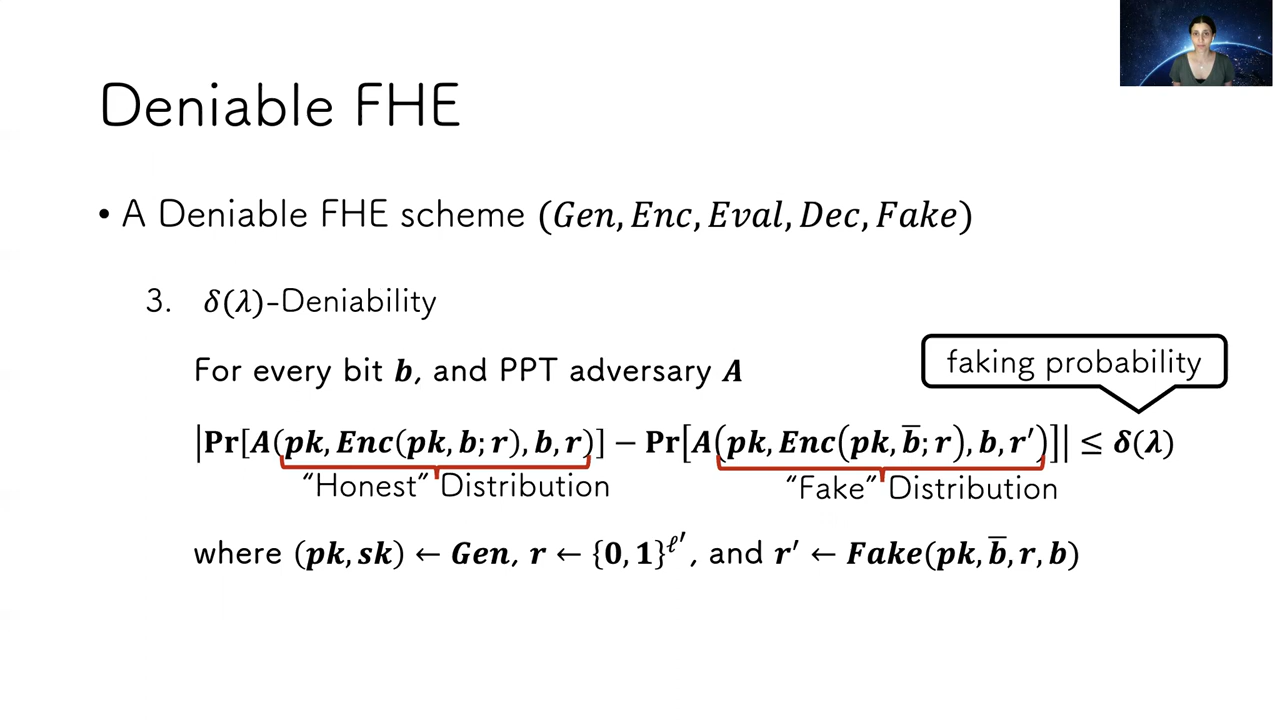 Deniable FHE
• A Deniable FHE scheme (Gen, Enc, Eval, Dec, Fake)
3. δ(λ)-Deniability
For every bit b, and PPT adversary A
faking probability
|Pr[A(pk, Enc(pk, b; r), b, r)] − Pr[A(pk, Enc(pk, b̅; r), b, r′)]| ≤ δ(λ)
“Honest” Distribution
“Fake” Distribution
where (pk, sk) ← Gen, r ← {0, 1}^ℓ′, and r′ ← Fake(pk, b̅, r, b)